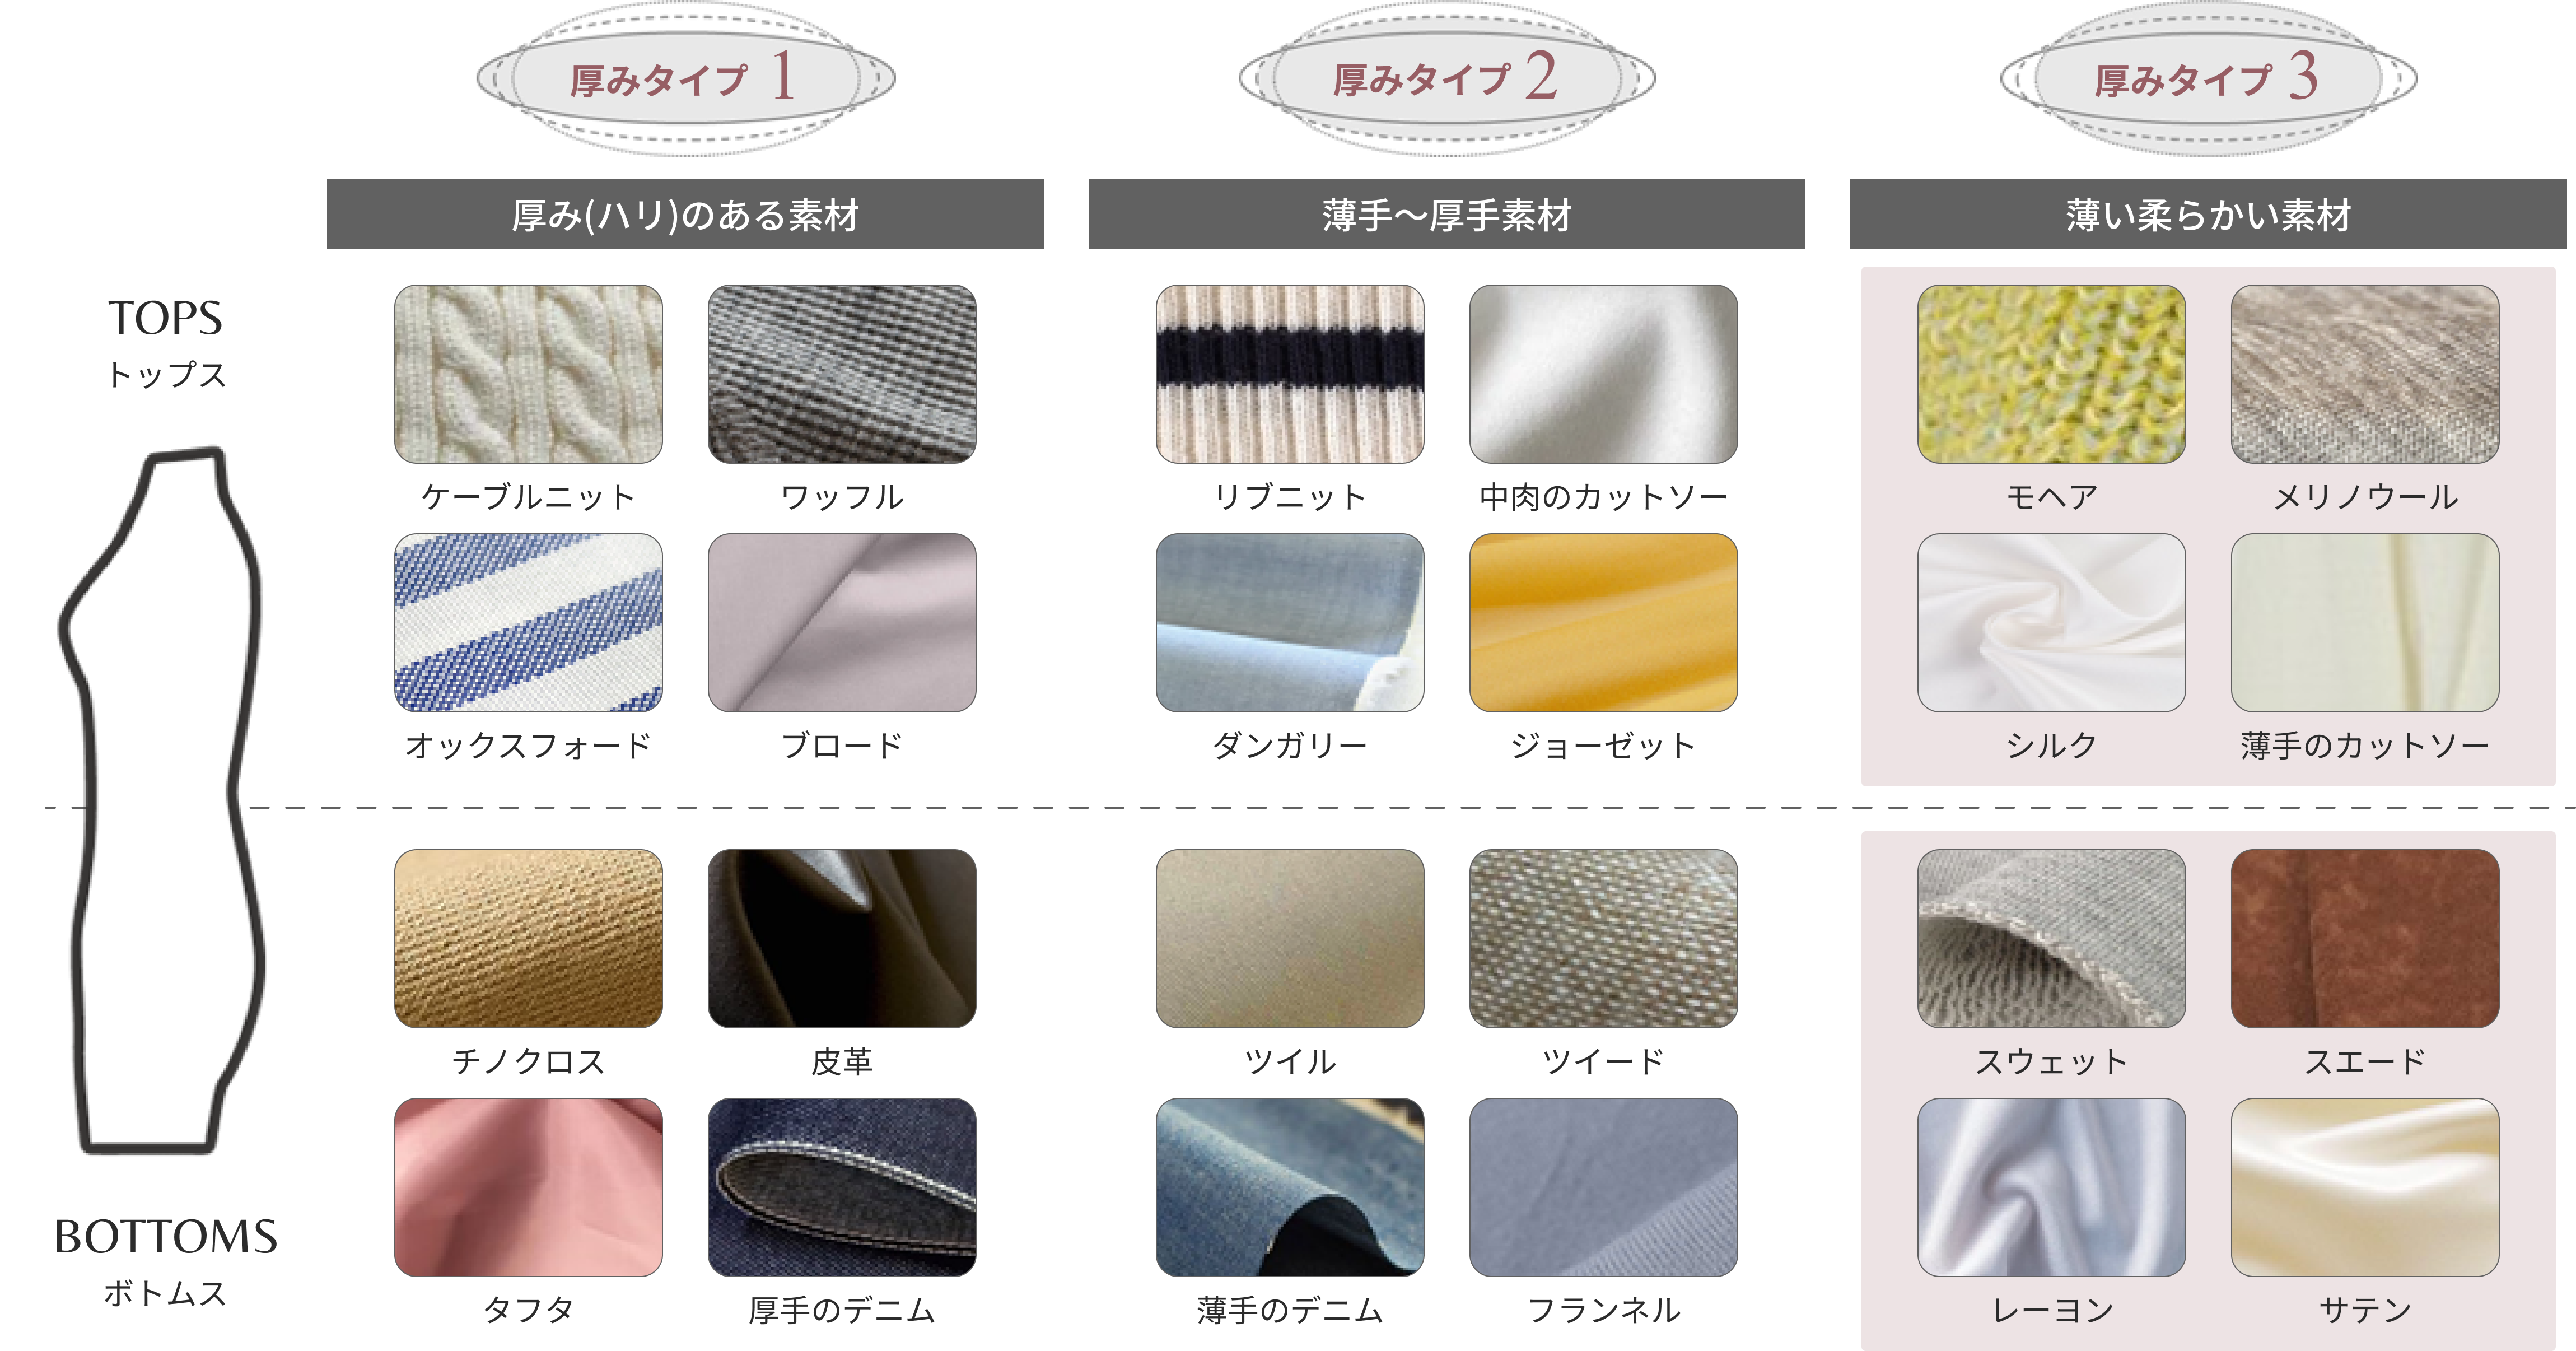 厚みタイプ 1
厚みタイプ 2
厚みタイプ 3
厚み(ハリ)のある素材
薄手～厚手素材
薄い柔らかい素材
TOPS
トップス
ケーブルニット
ワッフル
リブニット
中肉のカットソー
モヘア
メリノウール
オックスフォード
ブロード
ダンガリー
ジョーゼット
シルク
薄手のカットソー
チノクロス
皮革
ツイル
ツイード
スウェット
スエード
BOTTOMS
ボトムス
タフタ
厚手のデニム
薄手のデニム
フランネル
レーヨン
サテン